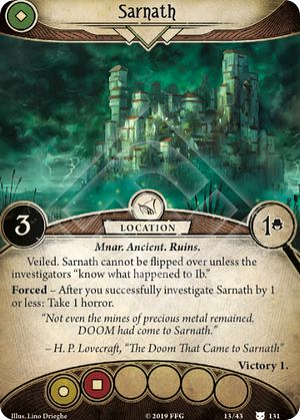 Sarnath
3
LOCATION
1
Mnar. Ancient. Ruins.
Veiled. Sarnath cannot be flipped over unless the
investigators “know what happened to Ib.”
Forced – After you successfully investigate Sarnath by 1
or less: Take 1 horror.
“Not even the mines of precious metal remained.
DOOM had come to Sarnath.”
– H. P. Lovecraft, “The Doom That Came to Sarnath”
Victory 1.
Illus. Lino Drieghe
© 2019 FFG
13/43
131